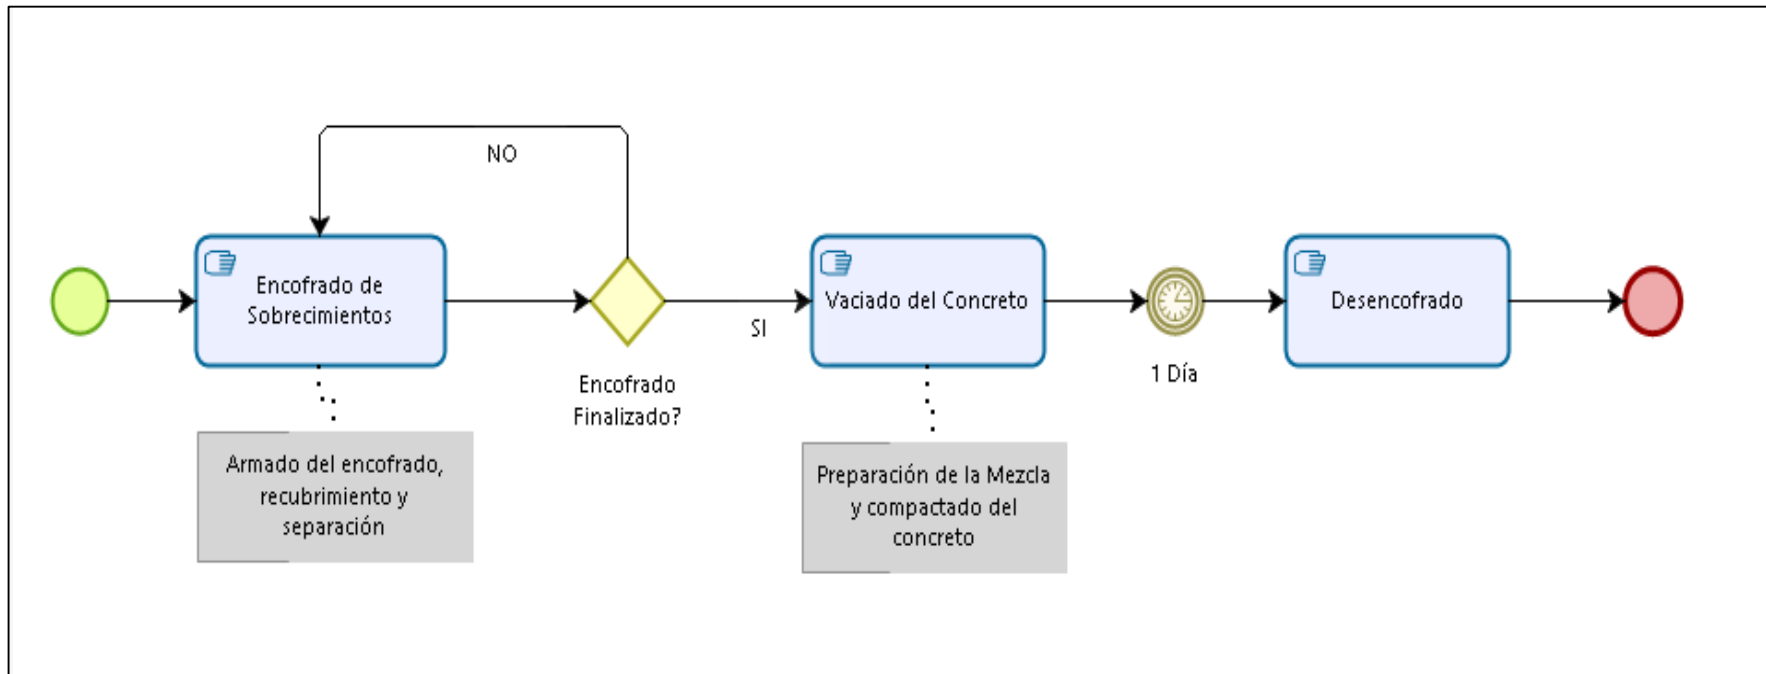 NO
Encofrado de
Sobrecimientos
Encofrado
Finalizado?
SI
Vaciado del Concreto
1 Día
Desencofrado
Armado del encofrado,
recubrimiento y
separación
Preparación de la Mezcla
y compactado del
concreto